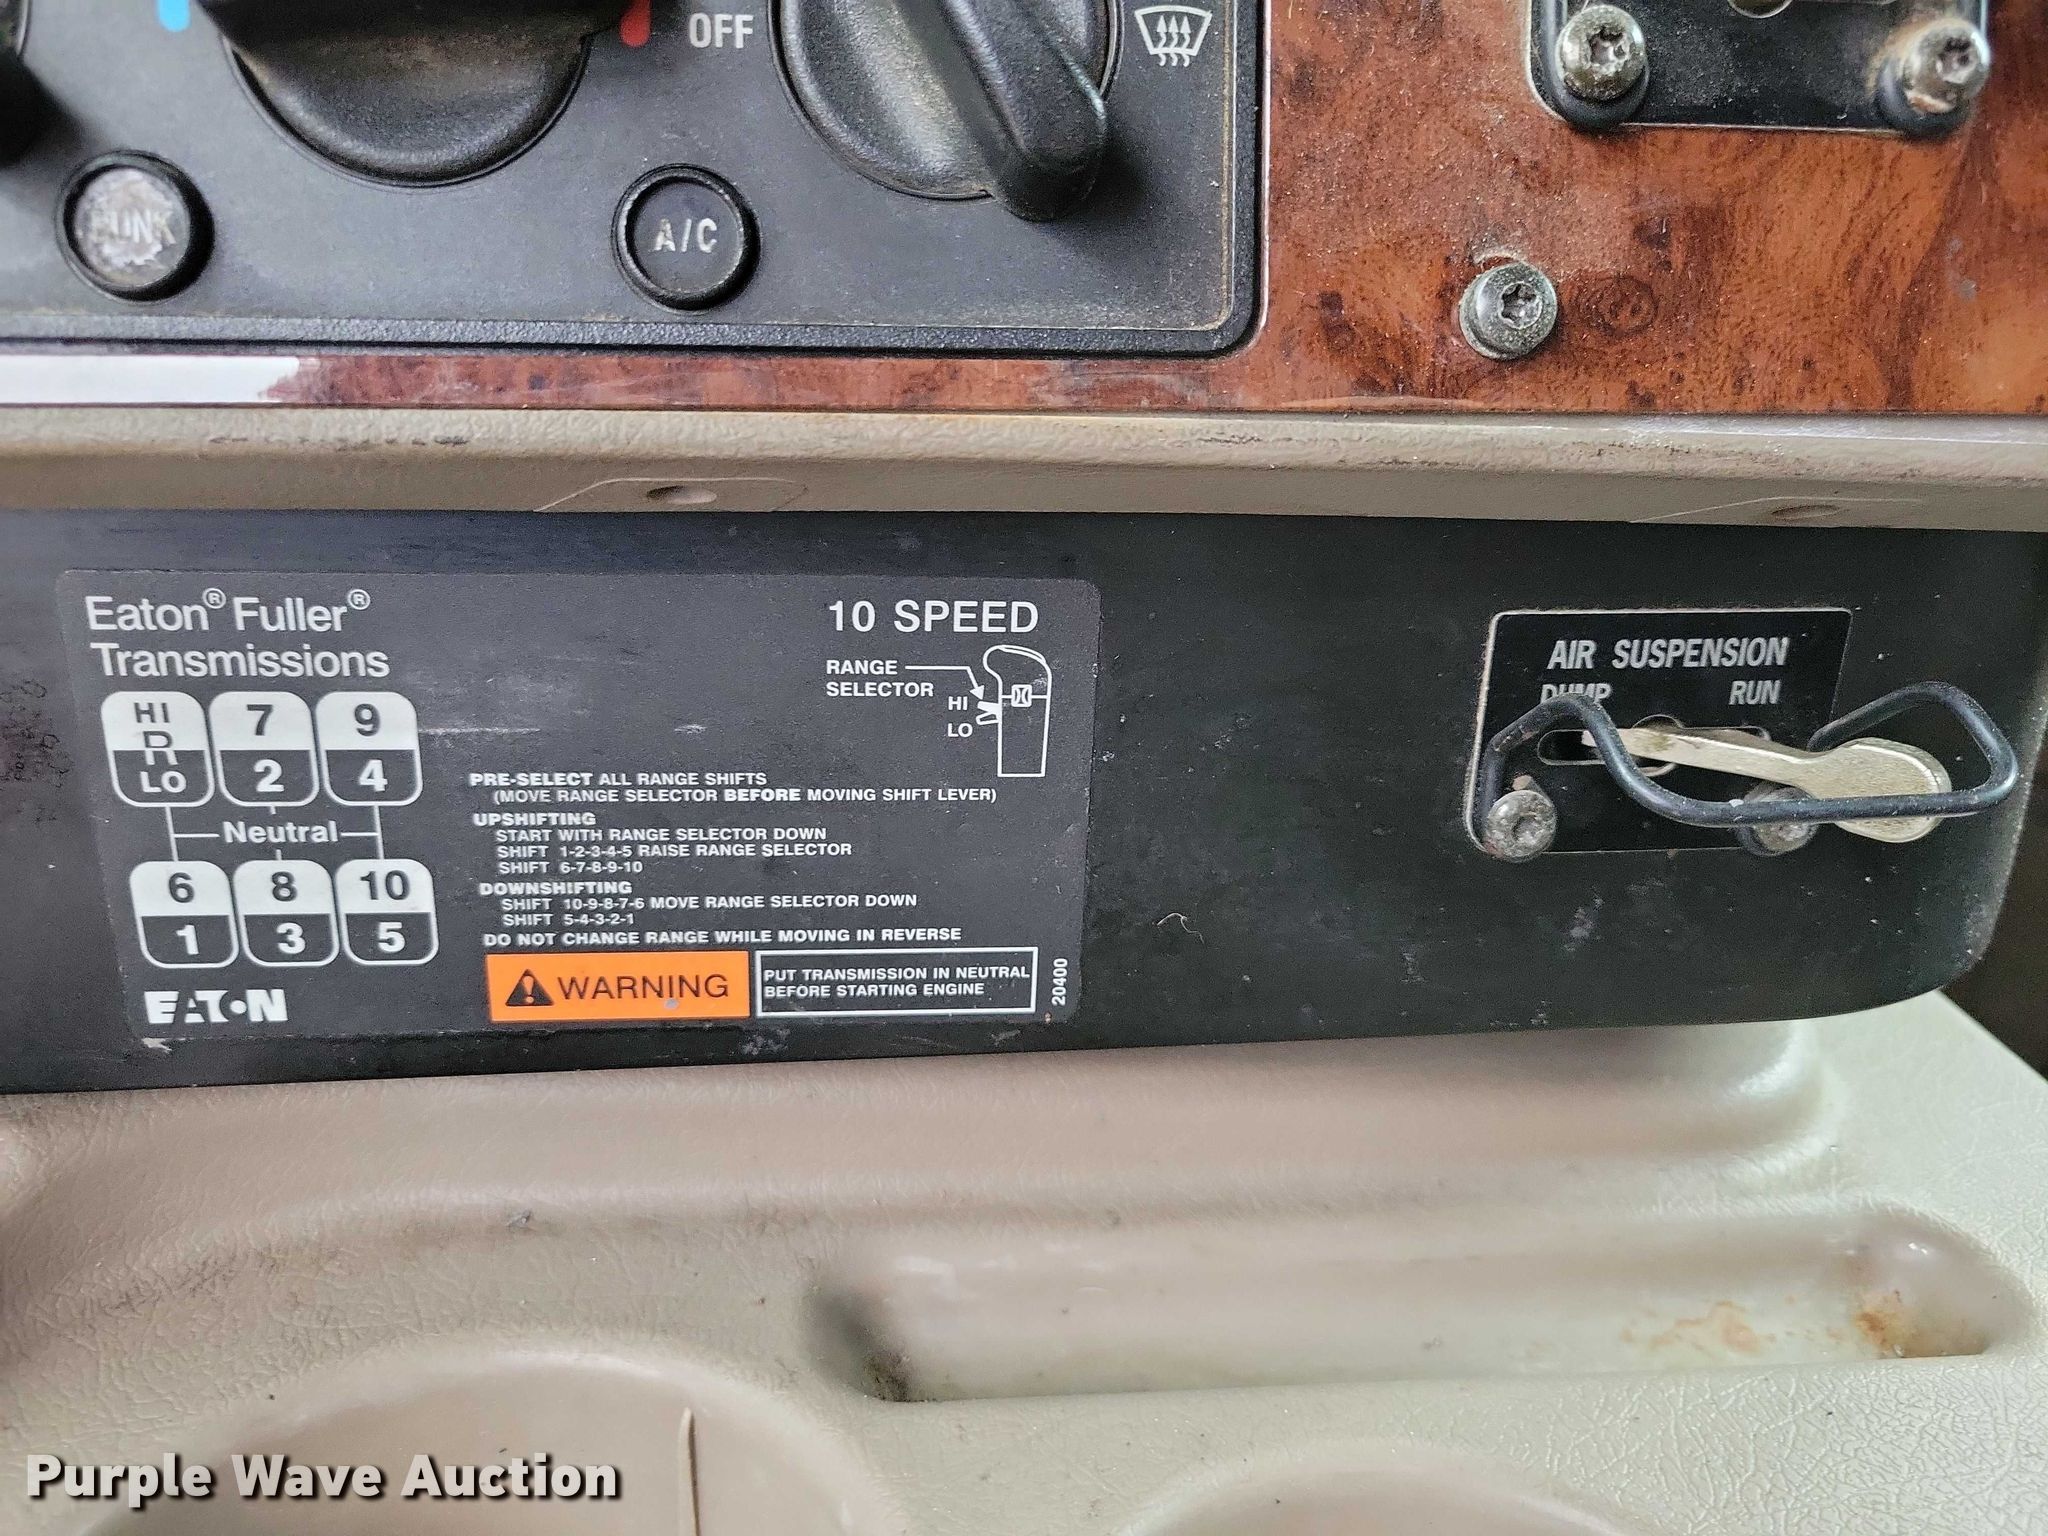 OFF
BUNK
A/C
Eaton® Fuller®
Transmissions
10 SPEED
RANGE
SELECTOR
HI
LO
HI
R
LO
7
2
9
4
Neutral
6
1
8
3
10
5
EATON
PRE-SELECT ALL RANGE SHIFTS
(MOVE RANGE SELECTOR BEFORE MOVING SHIFT LEVER)
UPSHIFTING
START WITH RANGE SELECTOR DOWN
SHIFT 1-2-3-4-5 RAISE RANGE SELECTOR
SHIFT 6-7-8-9-10
DOWNSHIFTING
SHIFT 10-9-8-7-6 MOVE RANGE SELECTOR DOWN
SHIFT 5-4-3-2-1
DO NOT CHANGE RANGE WHILE MOVING IN REVERSE
WARNING
PUT TRANSMISSION IN NEUTRAL
BEFORE STARTING ENGINE
20400
AIR SUSPENSION
DUMP RUN
Purple Wave Auction